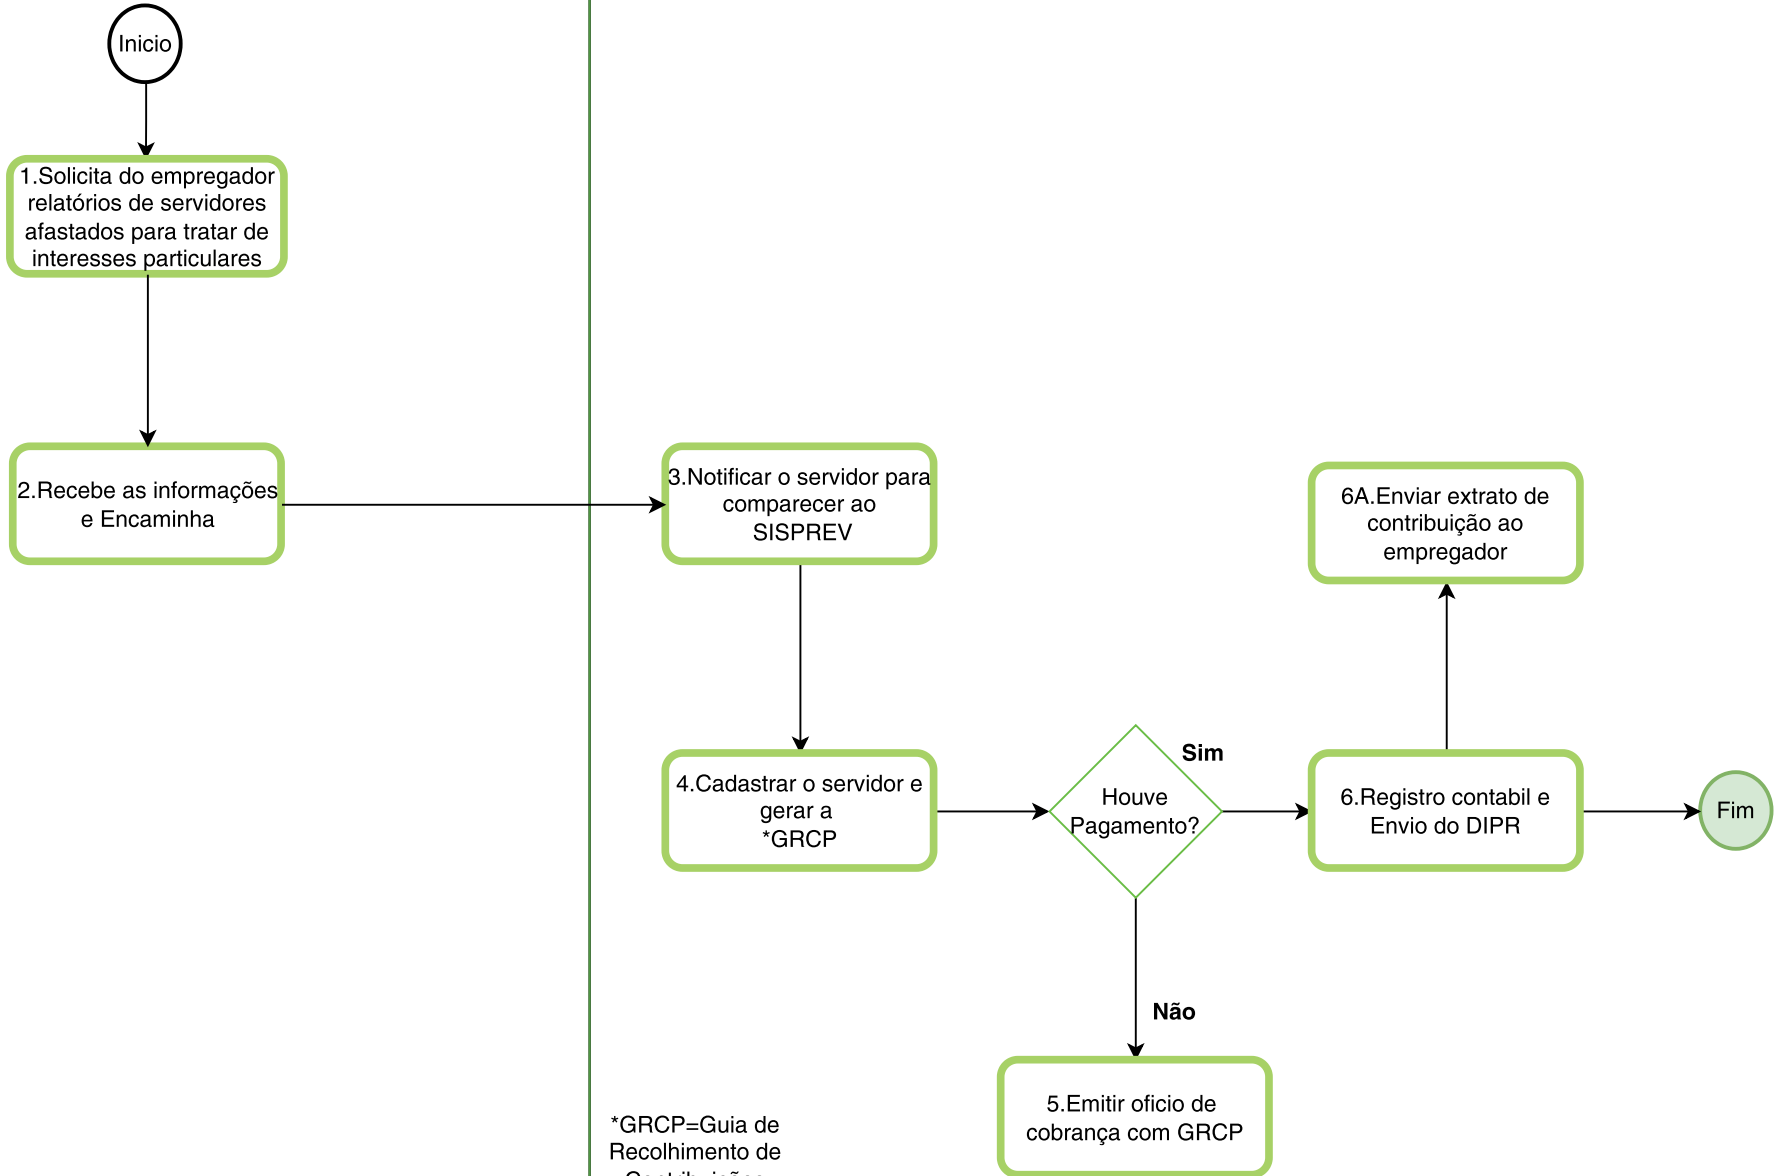 Inicio
1.Solicita do empregador
relatórios de servidores
afastados para tratar de
interesses particulares
2.Recebe as informações
e Encaminha
3.Notificar o servidor para
comparecer ao
SISPREV
4.Cadastrar o servidor e
gerar a
*GRCP
Houve
Pagamento?
Sim
Não
5.Emitir oficio de
cobrança com GRCP
6.Registro contabil e
Envio do DIPR
6A.Enviar extrato de
contribuição ao
empregador
Fim
*GRCP=Guia de
Recolhimento de
Contribuições